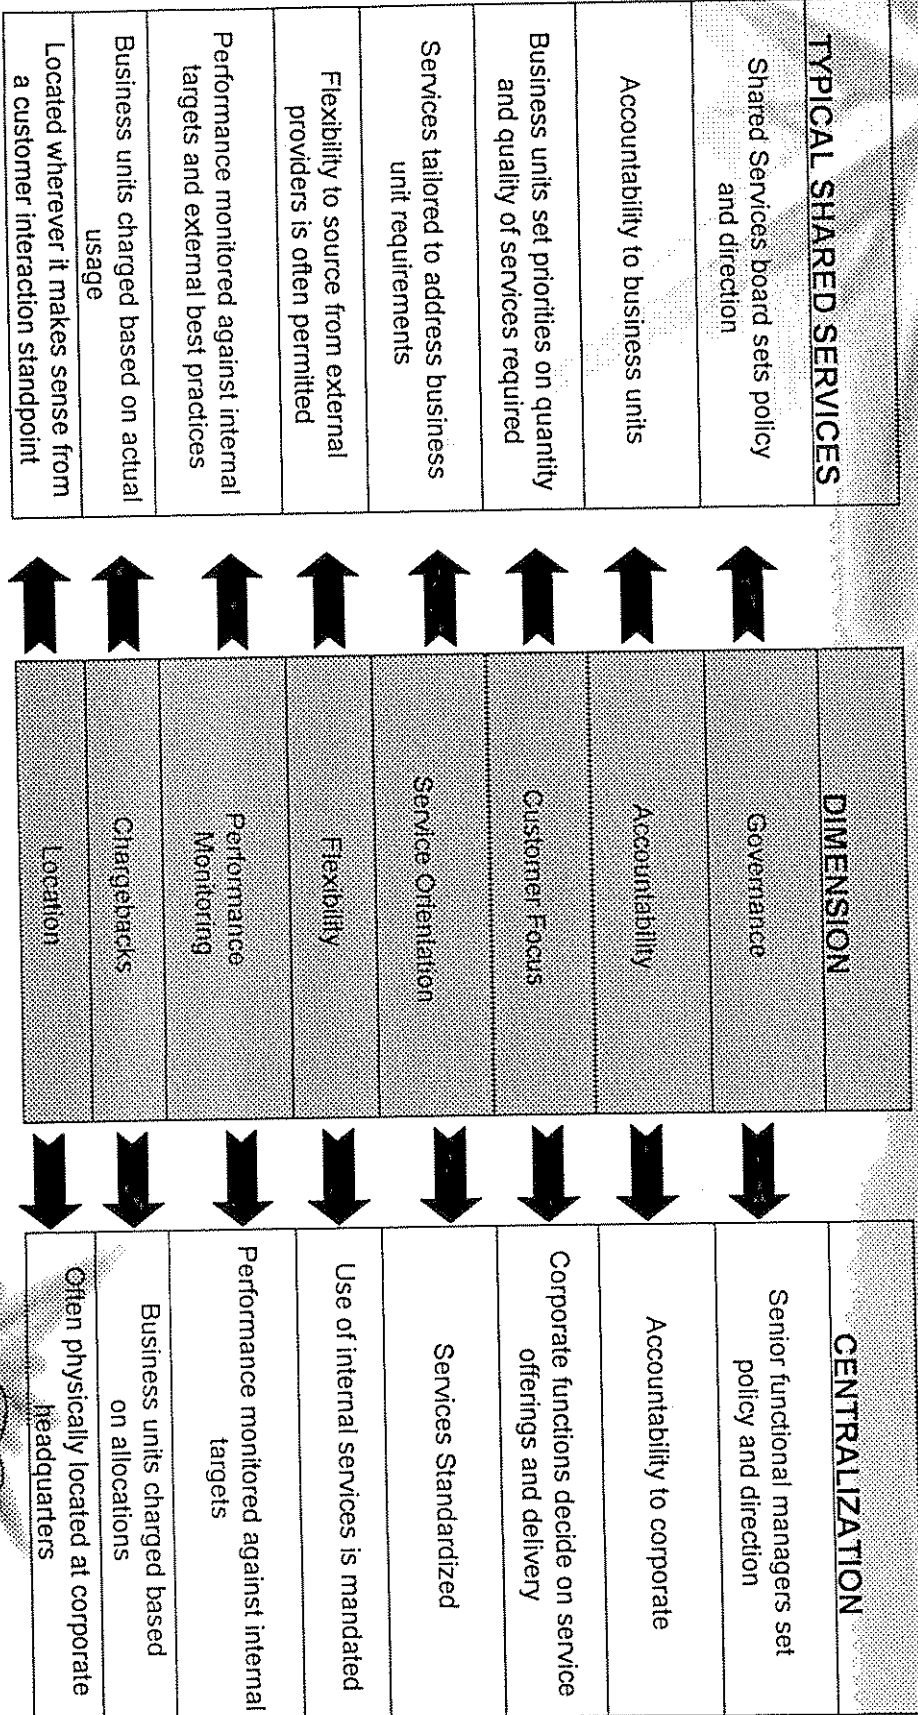 TYPICAL SHARED SERVICES
DIMENSION
CENTRALIZATION
Shared Services board sets policy
and direction
Governance
Senior functional managers set
policy and direction
Accountability to business units
Accountability
Accountability to corporate
Business units set priorities on quantity
and quality of services required
Customer Focus
Corporate functions decide on service
offerings and delivery
Services tailored to address business
unit requirements
Service Orientation
Services Standardized
Flexibility to source from external
providers is often permitted
Flexibility
Use of internal services is mandated
Performance monitored against internal
targets and external best practices
Performance
Monitoring
Performance monitored against internal
targets
Business units charged based on actual
usage
Chargebacks
Business units charged based
on allocations
Located wherever it makes sense from
a customer interaction standpoint
Location
Often physically located at corporate
headquarters